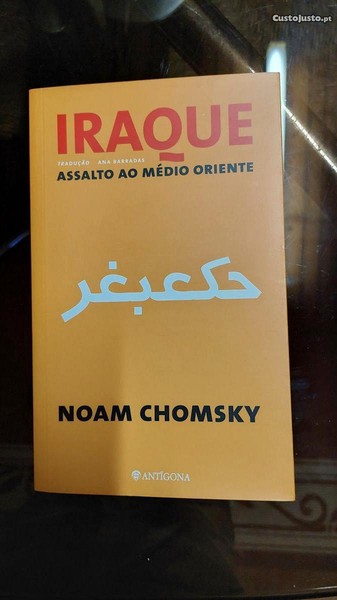 CustoJusto.pt
IRAQUE
TRADUÇÃO ANA BARRADAS
ASSALTO AO MÉDIO ORIENTE
حكعبغر
NOAM CHOMSKY
ANTÍGONA